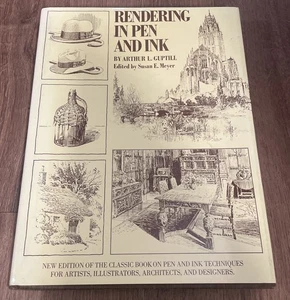 RENDERING
IN PEN
AND INK
BY ARTHUR L. GUPTILL
Edited by Susan E. Meyer
NEW EDITION OF THE CLASSIC BOOK ON PEN AND INK TECHNIQUES
FOR ARTISTS, ILLUSTRATORS, ARCHITECTS, AND DESIGNERS.